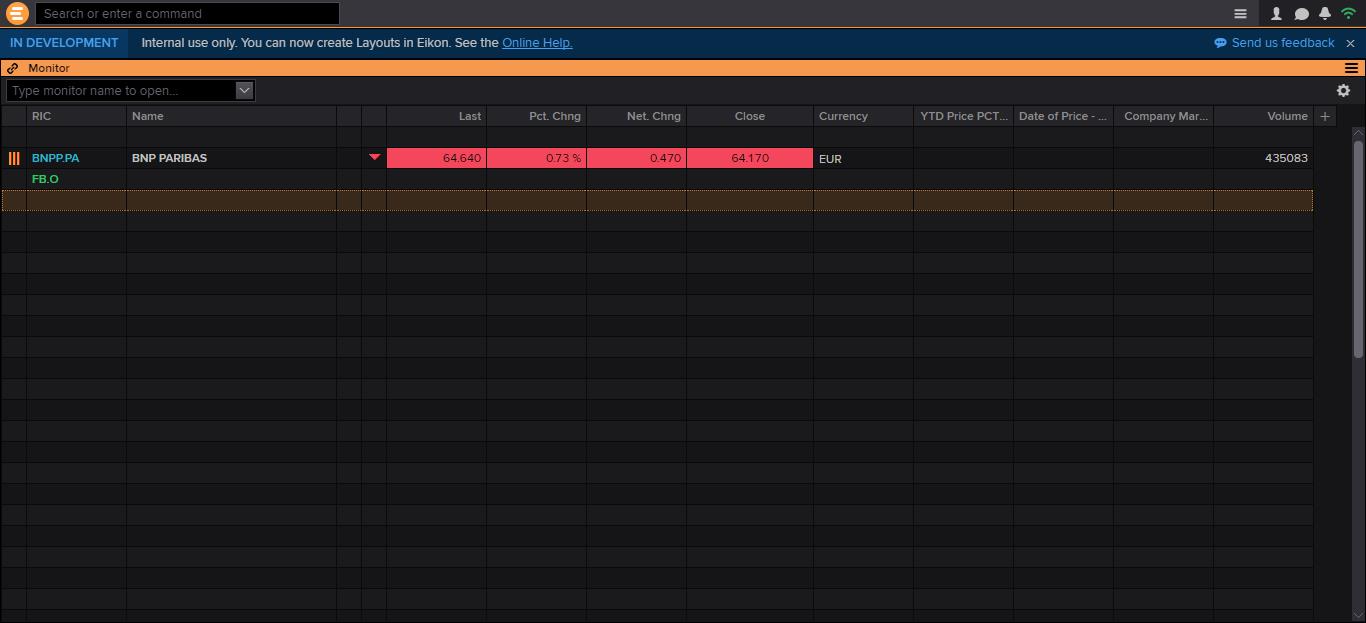 Search or enter a command
IN DEVELOPMENT Internal use only. You can now create Layouts in Eikon. See the Online Help. Send us feedback
Monitor
Type monitor name to open...
RIC Name Last Pct. Chng Net. Chng Close Currency YTD Price PCT... Date of Price - ... Company Mar... Volume
BNPP.PA BNP PARIBAS 64.640 0.73 % 0.470 64.170 EUR 435083
FB.O